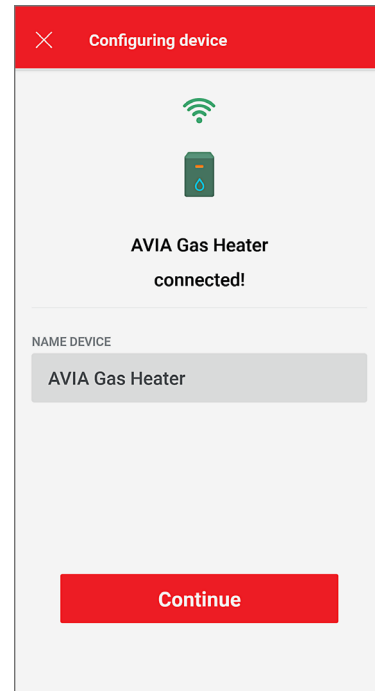 Configuring device
AVIA Gas Heater
connected!
NAME DEVICE
AVIA Gas Heater
Continue